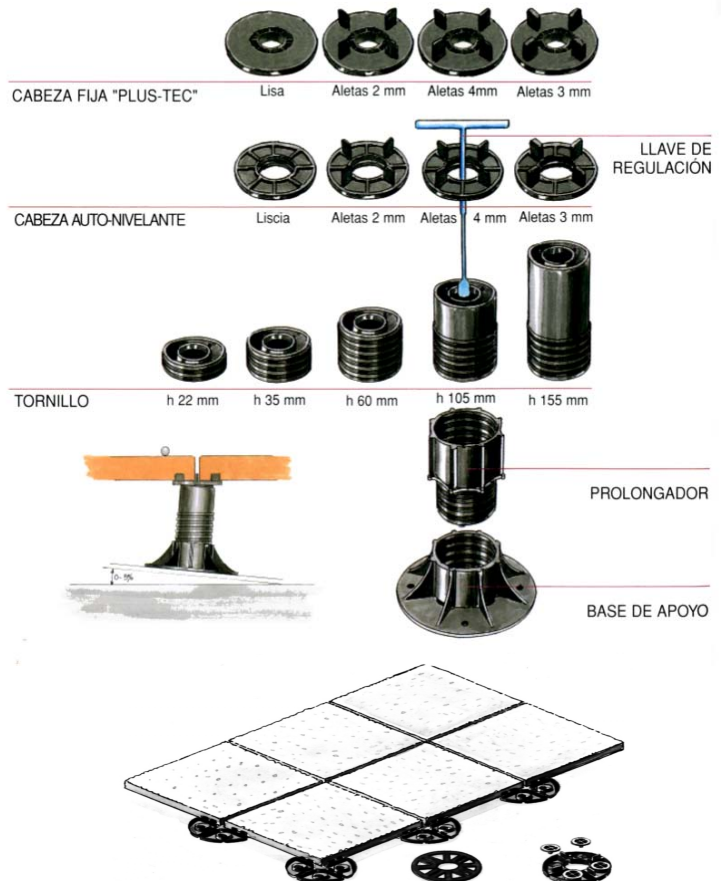 Lisa Aletas 2 mm Aletas 4mm Aletas 3 mm
CABEZA FIJA "PLUS-TEC"
LLAVE DE
REGULACIÓN
Liscia Aletas 2 mm Aletas 4 mm Aletas 3 mm
CABEZA AUTO-NIVELANTE
TORNILLO h 22 mm h 35 mm h 60 mm h 105 mm h 155 mm
PROLONGADOR
BASE DE APOYO